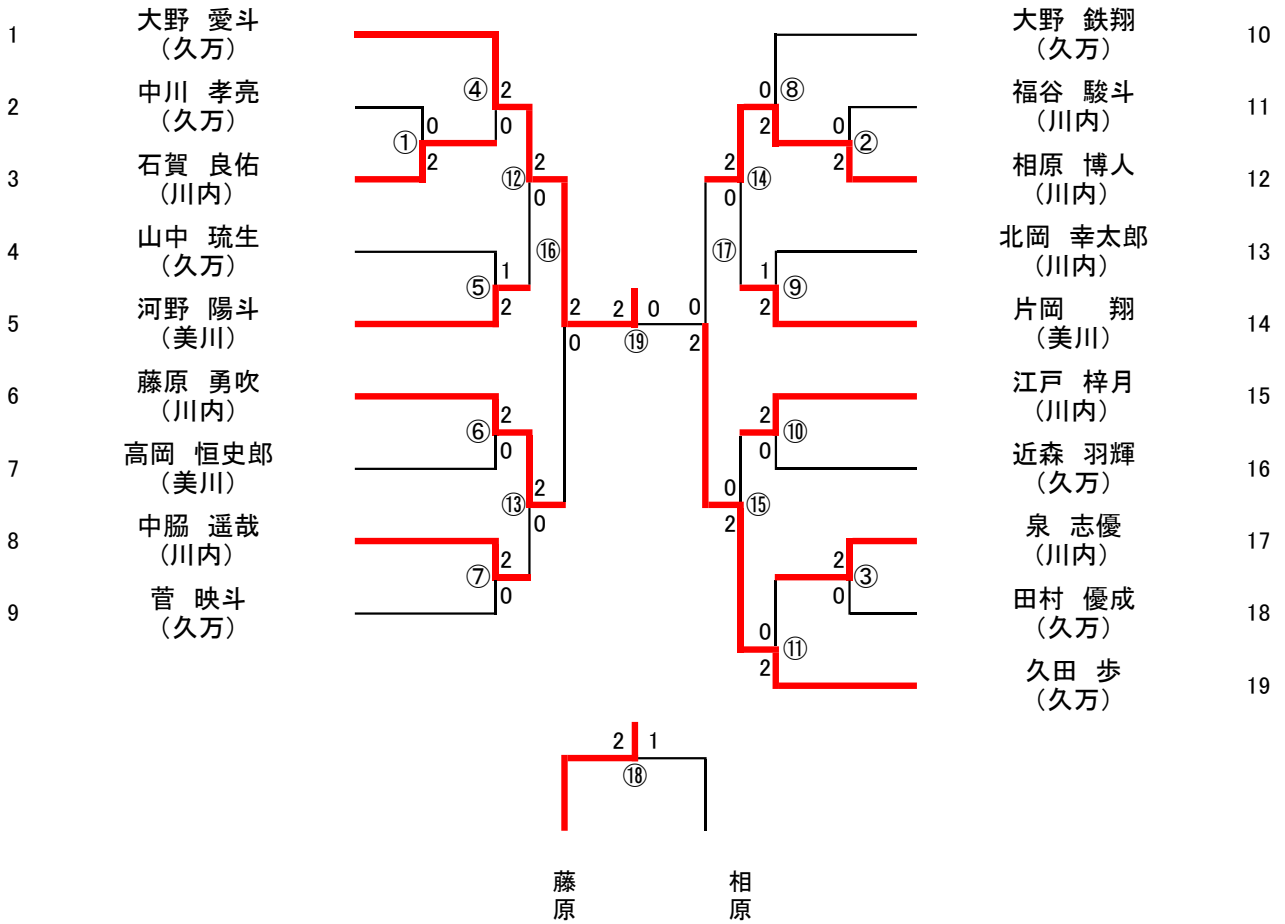 1 大野 愛斗
（久万）
2 中川 孝亮
（久万）
3 石賀 良佑
（川内）
4 山中 琉生
（久万）
5 河野 陽斗
（美川）
6 藤原 勇吹
（川内）
7 高岡 恒史郎
（美川）
8 中脇 遥哉
（川内）
9 菅 映斗
（久万）
④ 2
0
① 0
2
⑫ 2
0
⑤ 1
2
⑯
2
0
⑥ 2
0
⑬ 2
0
⑦ 2
0
2 0
⑲
0 ⑧
2
0 ②
2
2 ⑭
0
⑰
1 ⑨
2
0
2
2 ⑩
0
0 ⑮
2
2 ③
0
0 ⑪
2
大野 鉄翔 10
（久万）
福谷 駿斗 11
（川内）
相原 博人 12
（川内）
北岡 幸太郎 13
（川内）
片岡 翔 14
（美川）
江戸 梓月 15
（川内）
近森 羽輝 16
（久万）
泉 志優 17
（川内）
田村 優成 18
（久万）
久田 歩 19
（久万）
2 1
⑱
藤原
相原